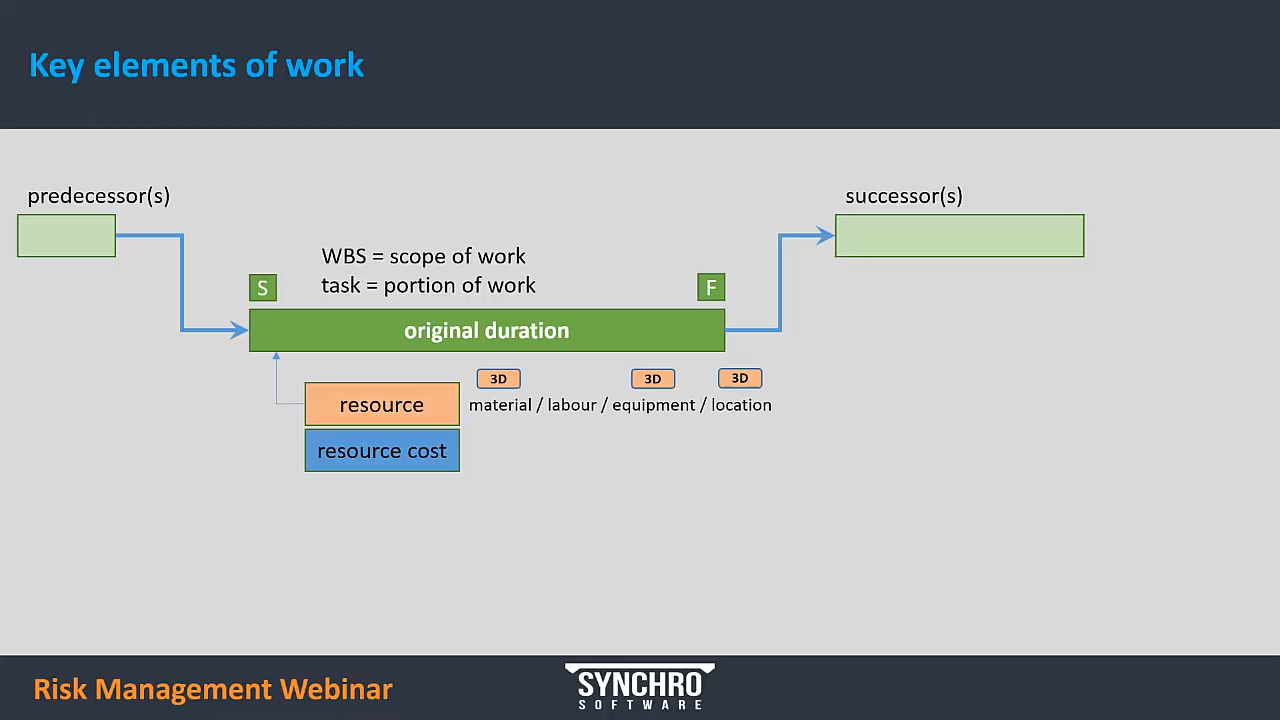 Key elements of work
predecessor(s)
successor(s)
WBS = scope of work
S
task = portion of work
F
original duration
3D
3D
3D
resource
material / labour / equipment / location
resource cost
Risk Management Webinar
SYNCHRO
SOFTWARE